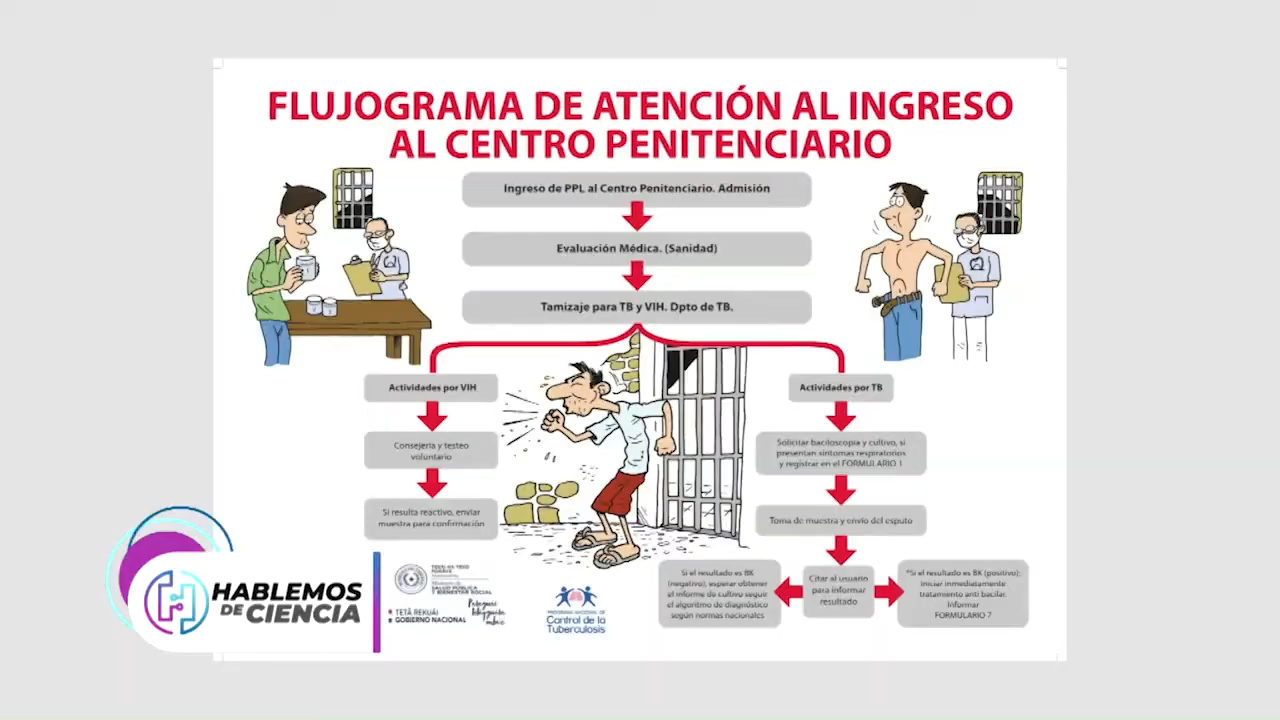 FLUJOGRAMA DE ATENCIÓN AL INGRESO
AL CENTRO PENITENCIARIO
Ingreso de PPL al Centro Penitenciario. Admisión
Evaluación Médica. (Sanidad)
Tamizaje para TB y VIH. Dpto de TB.
Actividades por VIH
Consejería y testeo
voluntario
Si resulta reactivo, enviar
muestra para confirmación
Actividades por TB
Solicitar baciloscopia y cultivo, si
presentan síntomas respiratorios
y registrar en el FORMULARIO 1
Toma de muestra y envío del esputo
Citar al usuario
para informar
resultado
Si el resultado es BK
(negativo), esperar obtener
el informe de cultivo seguir
el algoritmo de diagnóstico
según normas nacionales
*Si el resultado es BK (positivo);
Iniciar inmediatamente
tratamiento anti bacilar.
Informar
FORMULARIO 7
HABLEMOS
DE CIENCIA
SALUD PÚBLICA
Y BIENESTAR SOCIAL
TETÃ REKUÁI
GOBIERNO NACIONAL
PROGRAMA NACIONAL DE
Control de la
Tuberculosis